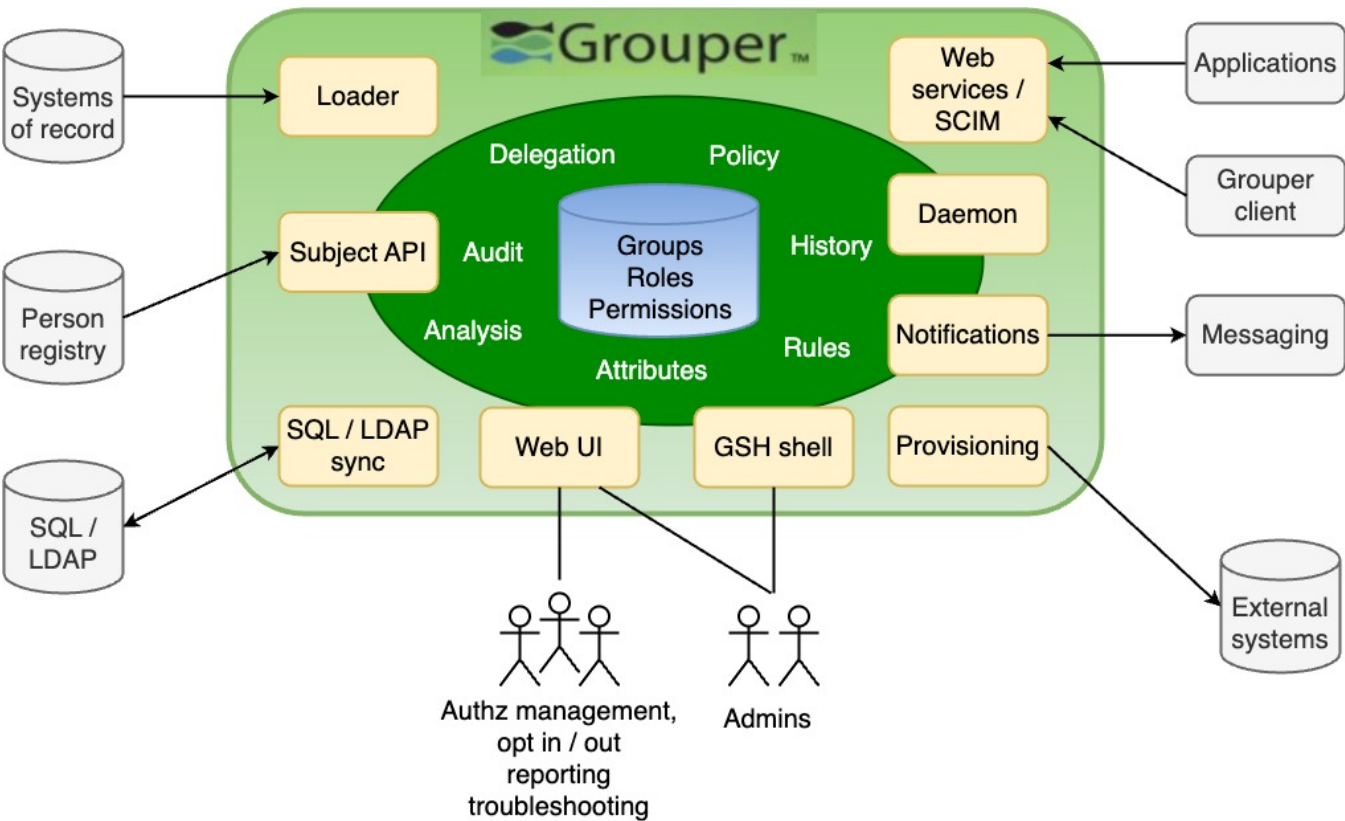 Grouper™
Systems
of record
Loader
Web
services /
SCIM
Applications
Delegation
Policy
Grouper
client
Daemon
Subject API
Audit
Groups
Roles
Permissions
History
Person
registry
Analysis
Attributes
Rules
Notifications
Messaging
SQL / LDAP
sync
Web UI
GSH shell
Provisioning
SQL /
LDAP
External
systems
Authz management,
opt in / out
reporting
troubleshooting
Admins